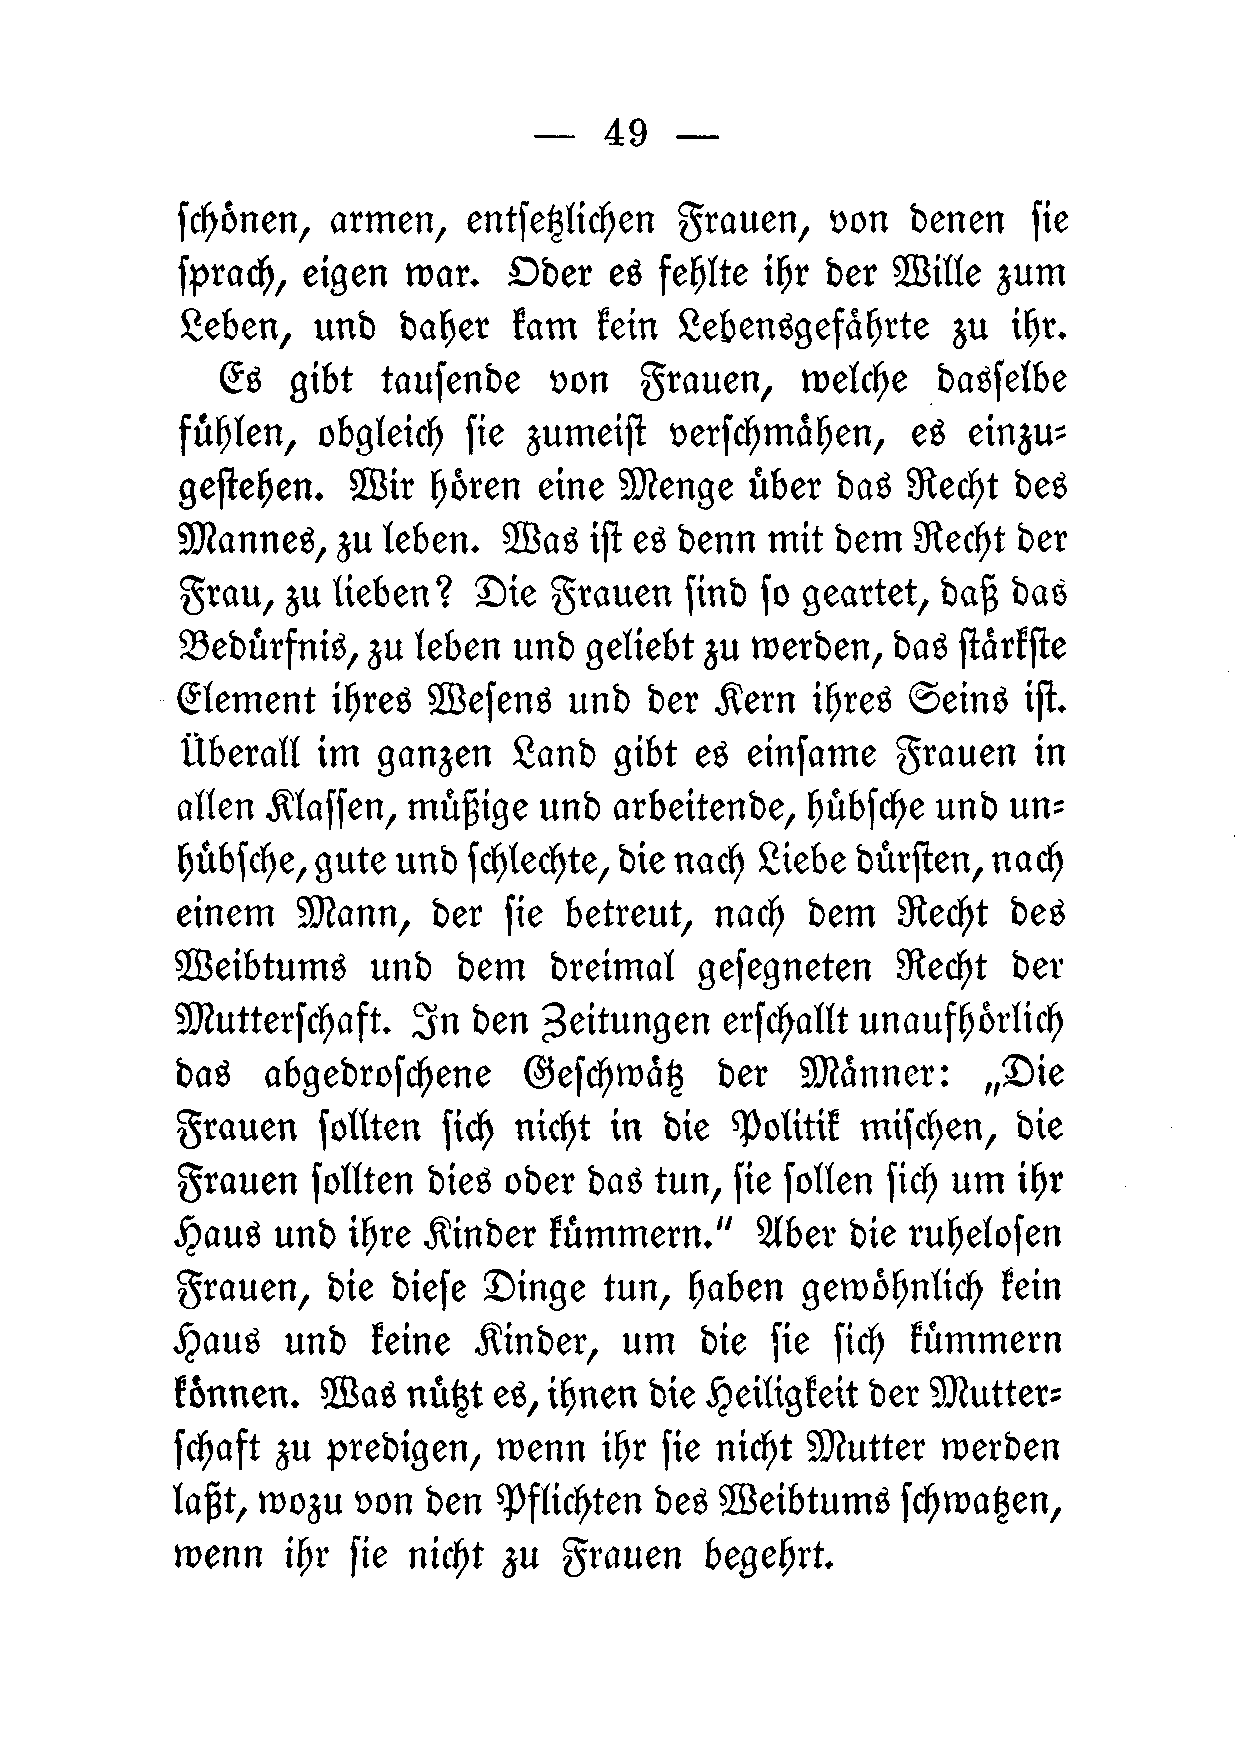 — 49 —
ſchönen, armen, entſetzlichen Frauen, von denen ſie
ſprach, eigen war. Oder es fehlte ihr der Wille zum
Leben, und daher kam kein Lebensgefährte zu ihr.
Es gibt tauſende von Frauen, welche dasſelbe
fühlen, obgleich ſie zumeiſt verſchmähen, es einzu-
geſtehen. Wir hören eine Menge über das Recht des
Mannes, zu leben. Was iſt es denn mit dem Recht der
Frau, zu lieben? Die Frauen ſind ſo geartet, daß das
Bedürfnis, zu leben und geliebt zu werden, das ſtärkſte
Element ihres Weſens und der Kern ihres Seins iſt.
Überall im ganzen Land gibt es einſame Frauen in
allen Klaſſen, müßige und arbeitende, hübſche und un-
hübſche, gute und ſchlechte, die nach Liebe dürſten, nach
einem Mann, der ſie betreut, nach dem Recht des
Weibtums und dem dreimal geſegneten Recht der
Mutterſchaft. In den Zeitungen erſchallt unaufhörlich
das abgedroſchene Geſchwätz der Männer: „Die
Frauen ſollten ſich nicht in die Politik miſchen, die
Frauen ſollten dies oder das tun, ſie ſollen ſich um ihr
Haus und ihre Kinder kümmern." Aber die ruheloſen
Frauen, die dieſe Dinge tun, haben gewöhnlich kein
Haus und keine Kinder, um die ſie ſich kümmern
können. Was nützt es, ihnen die Heiligkeit der Mutter-
ſchaft zu predigen, wenn ihr ſie nicht Mutter werden
laßt, wozu von den Pflichten des Weibtums ſchwatzen,
wenn ihr ſie nicht zu Frauen begehrt.